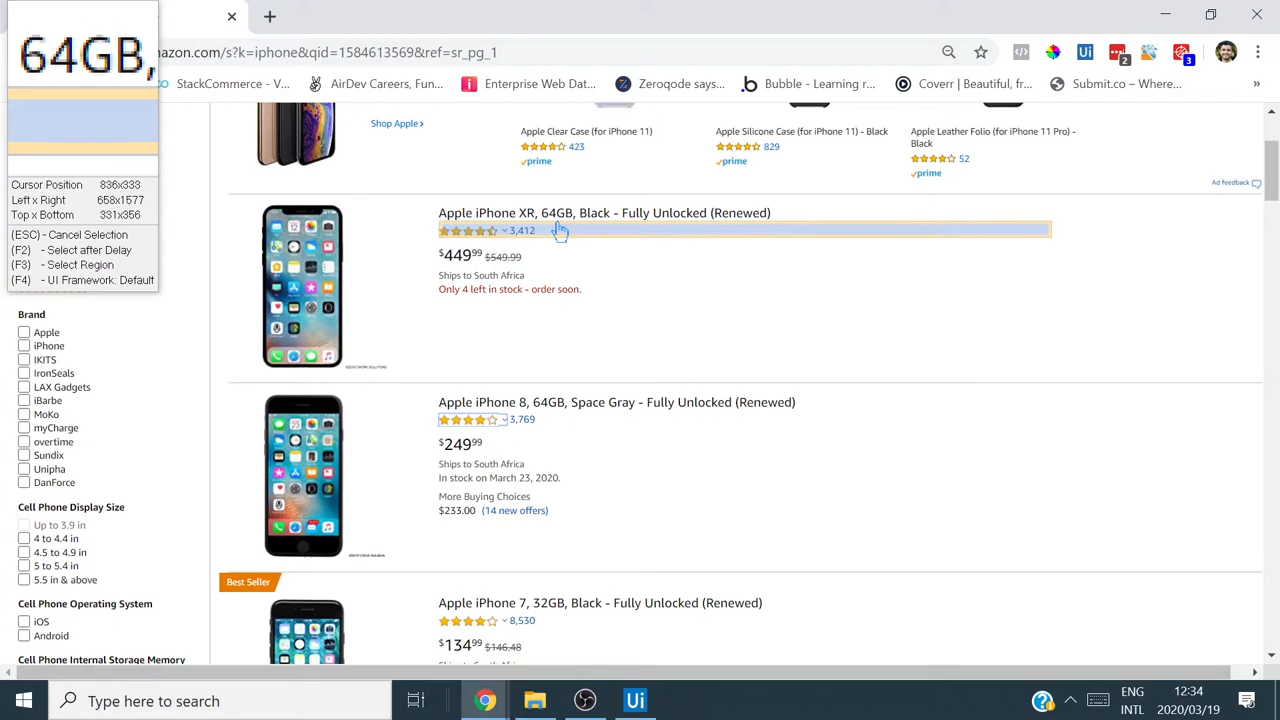 64GB,
Cursor Position 836x333
Left x Right 658x1577
Top x Bottom 331x356
(ESC) - Cancel Selection
(F2) - Select after Delay
(F3) - Select Region
(F4) - UI Framework: Default
azon.com/s?k=iphone&qid=1584613569&ref=sr_pg_1
Ui
2
3
StackCommerce - V...
AirDev Careers, Fun...
Enterprise Web Dat...
Zeroqode sapps...
Bubble - Learning r...
Coverr | Beautiful, fr...
Submit.co – Where...
»
Shop Apple ›
Apple Clear Case (for iPhone 11)
423
prime
Apple Silicone Case (for iPhone 11) - Black
829
prime
Apple Leather Folio (for iPhone 11 Pro) -
Black
52
prime
Ad feedback
Apple iPhone XR, 64GB, Black - Fully Unlocked (Renewed)
3,412
$449⁹⁹ $549.99
Ships to South Africa
Only 4 left in stock - order soon.
Apple iPhone 8, 64GB, Space Gray - Fully Unlocked (Renewed)
3,769
$249⁹⁹
Ships to South Africa
In stock on March 23, 2020.
More Buying Choices
$233.00 (14 new offers)
Best Seller
Apple iPhone 7, 32GB, Black - Fully Unlocked (Renewed)
8,530
$134⁹⁹ $146.48
Brand
Apple
iPhone
IKITS
IronSeals
LAX Gadgets
iBarbe
MoKo
myCharge
overtime
Sundix
Unipha
DanForce
Cell Phone Display Size
Up to 3.9 in
4 to 4.4 in
4.5 to 4.9 in
5 to 5.4 in
5.5 in & above
Cell Phone Operating System
iOS
Android
Cell Phone Internal Storage Memory
Type here to search
Ui
ENG
INTL
12:34
2020/03/19